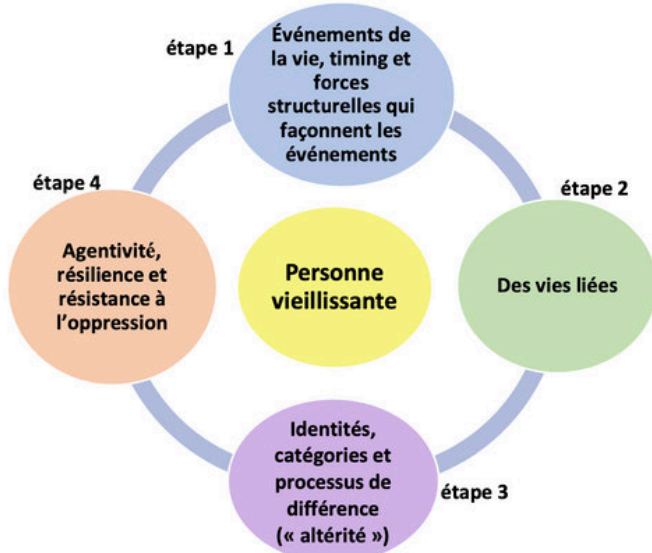 étape 1
Événements de
la vie, timing et
forces
structurelles qui
façonnent les
événements
étape 2
Des vies liées
étape 4
Agentivité,
résilience et
résistance à
l’oppression
Personne
vieillissante
Identités,
catégories et
processus de
différence
(« altérité »)
étape 3